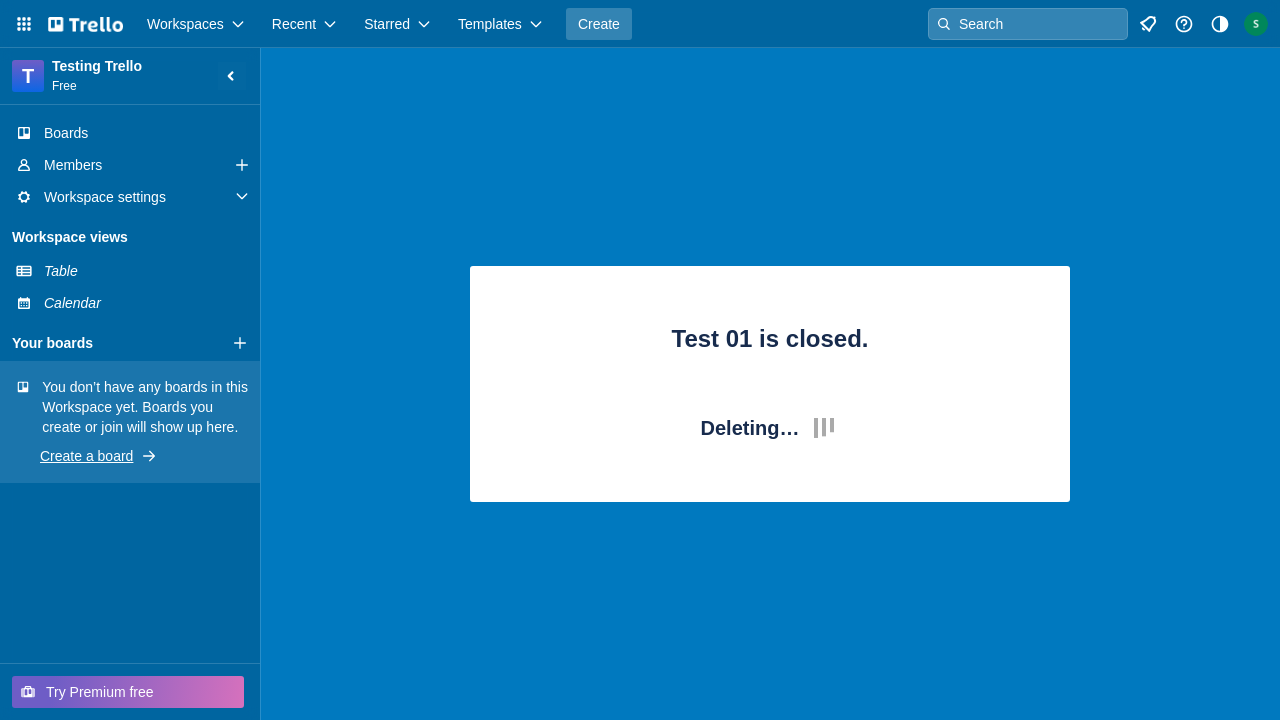 Trello
Workspaces
Recent
Starred
Templates
Create
Search
S
T
Testing Trello
Free
Boards
Members
Workspace settings
Workspace views
Table
Calendar
Your boards
You don’t have any boards in this
Workspace yet. Boards you
create or join will show up here.
Create a board
Try Premium free
Test 01 is closed.
Deleting…